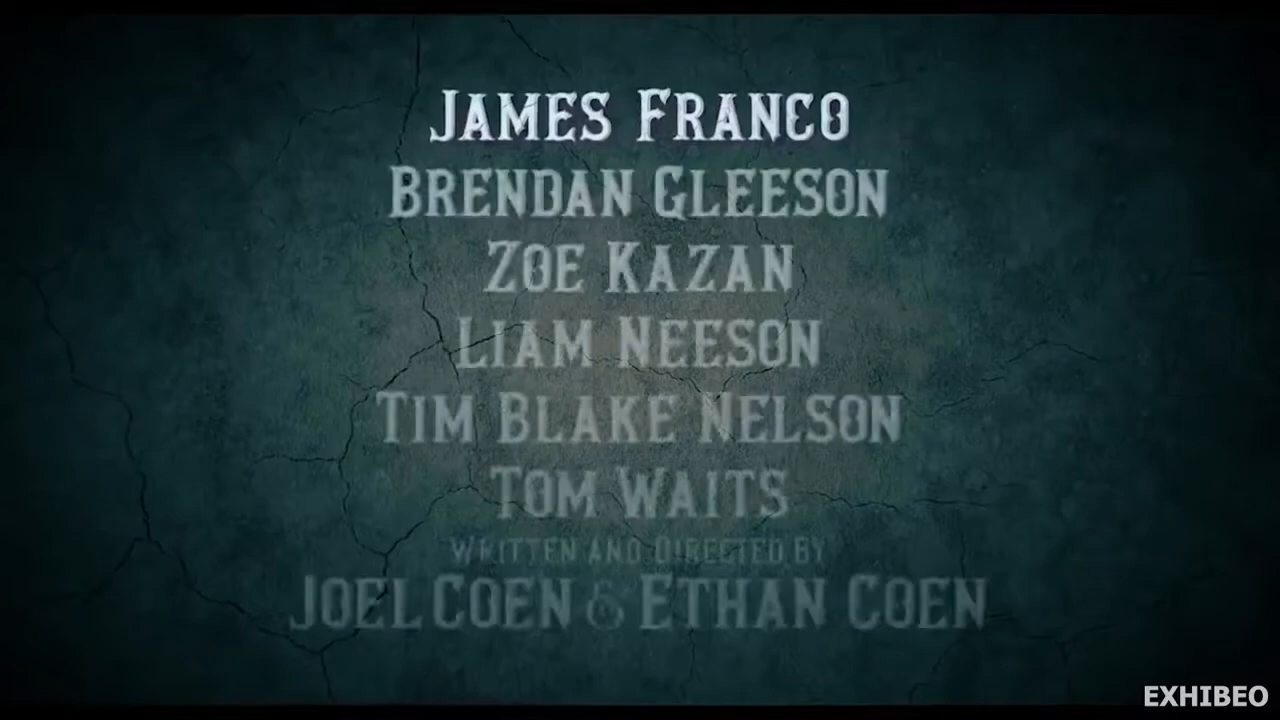 JAMES FRANCO
BRENDAN GLEESON
ZOE KAZAN
LIAM NEESON
TIM BLAKE NELSON
TOM WAITS
WRITTEN AND DIRECTED BY
JOEL COEN & ETHAN COEN
EXHIBEO